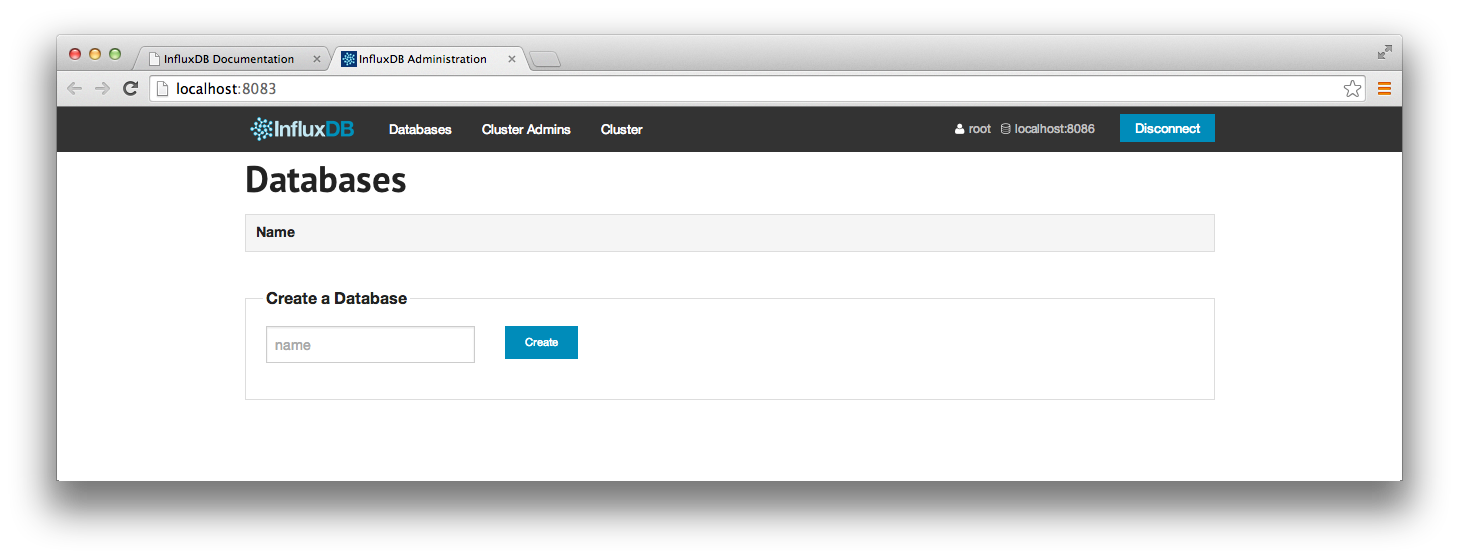 InfluxDB Documentation
InfluxDB Administration
localhost:8083
InfluxDB Databases Cluster Admins Cluster root localhost:8086 Disconnect
Databases
Name
Create a Database
name Create